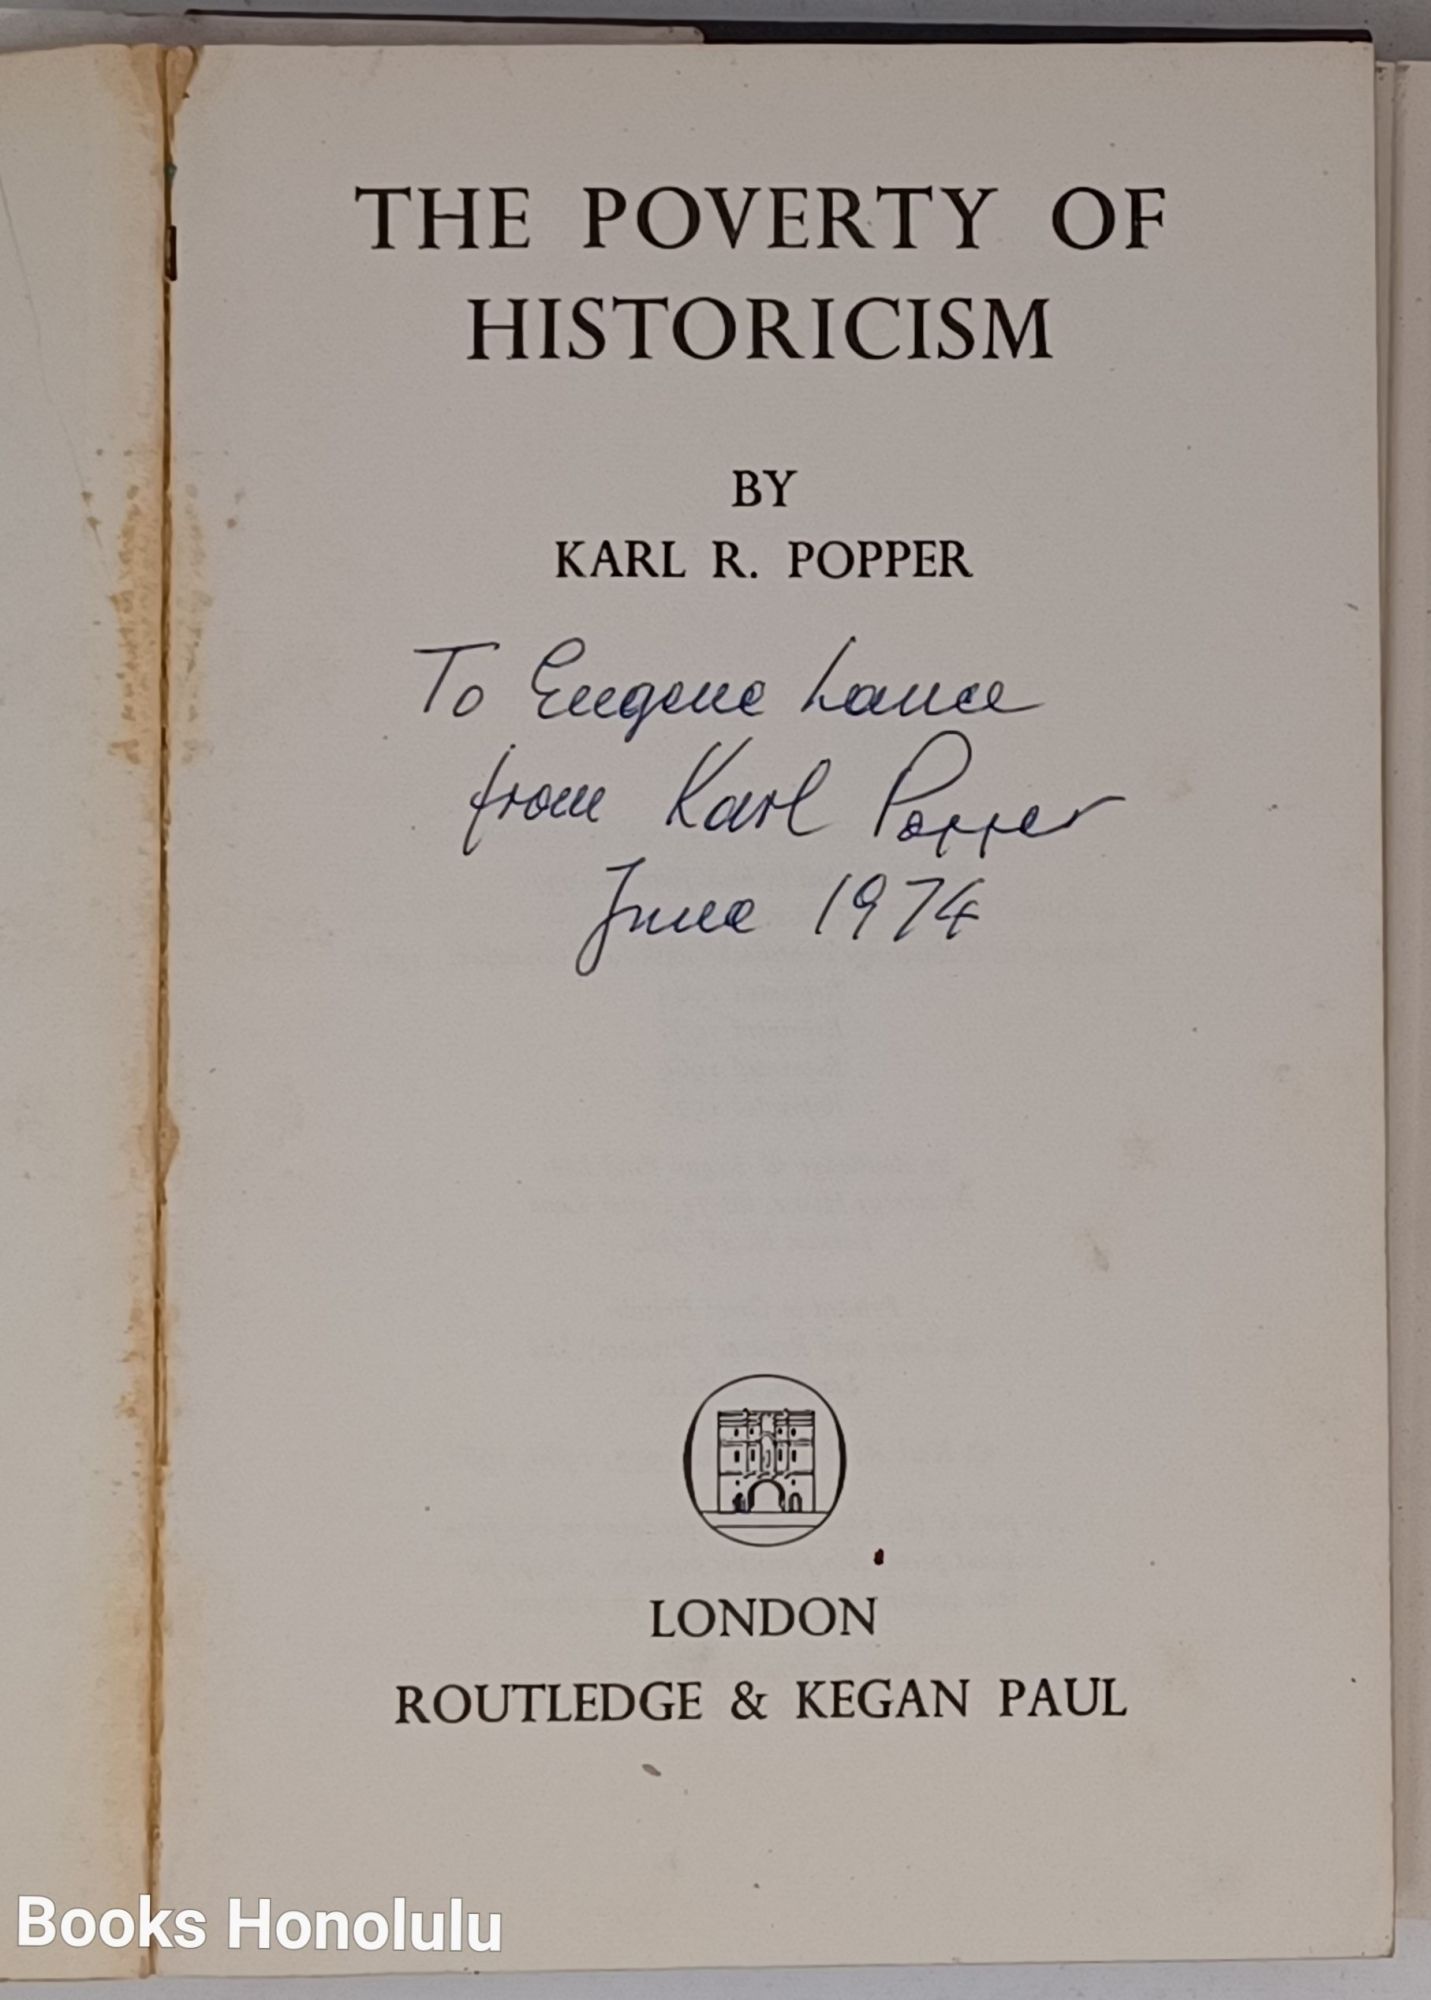 THE POVERTY OF
HISTORICISM
BY
KARL R. POPPER
To Eugene Lance
from Karl Popper
June 1974
LONDON
ROUTLEDGE & KEGAN PAUL
Books Honolulu